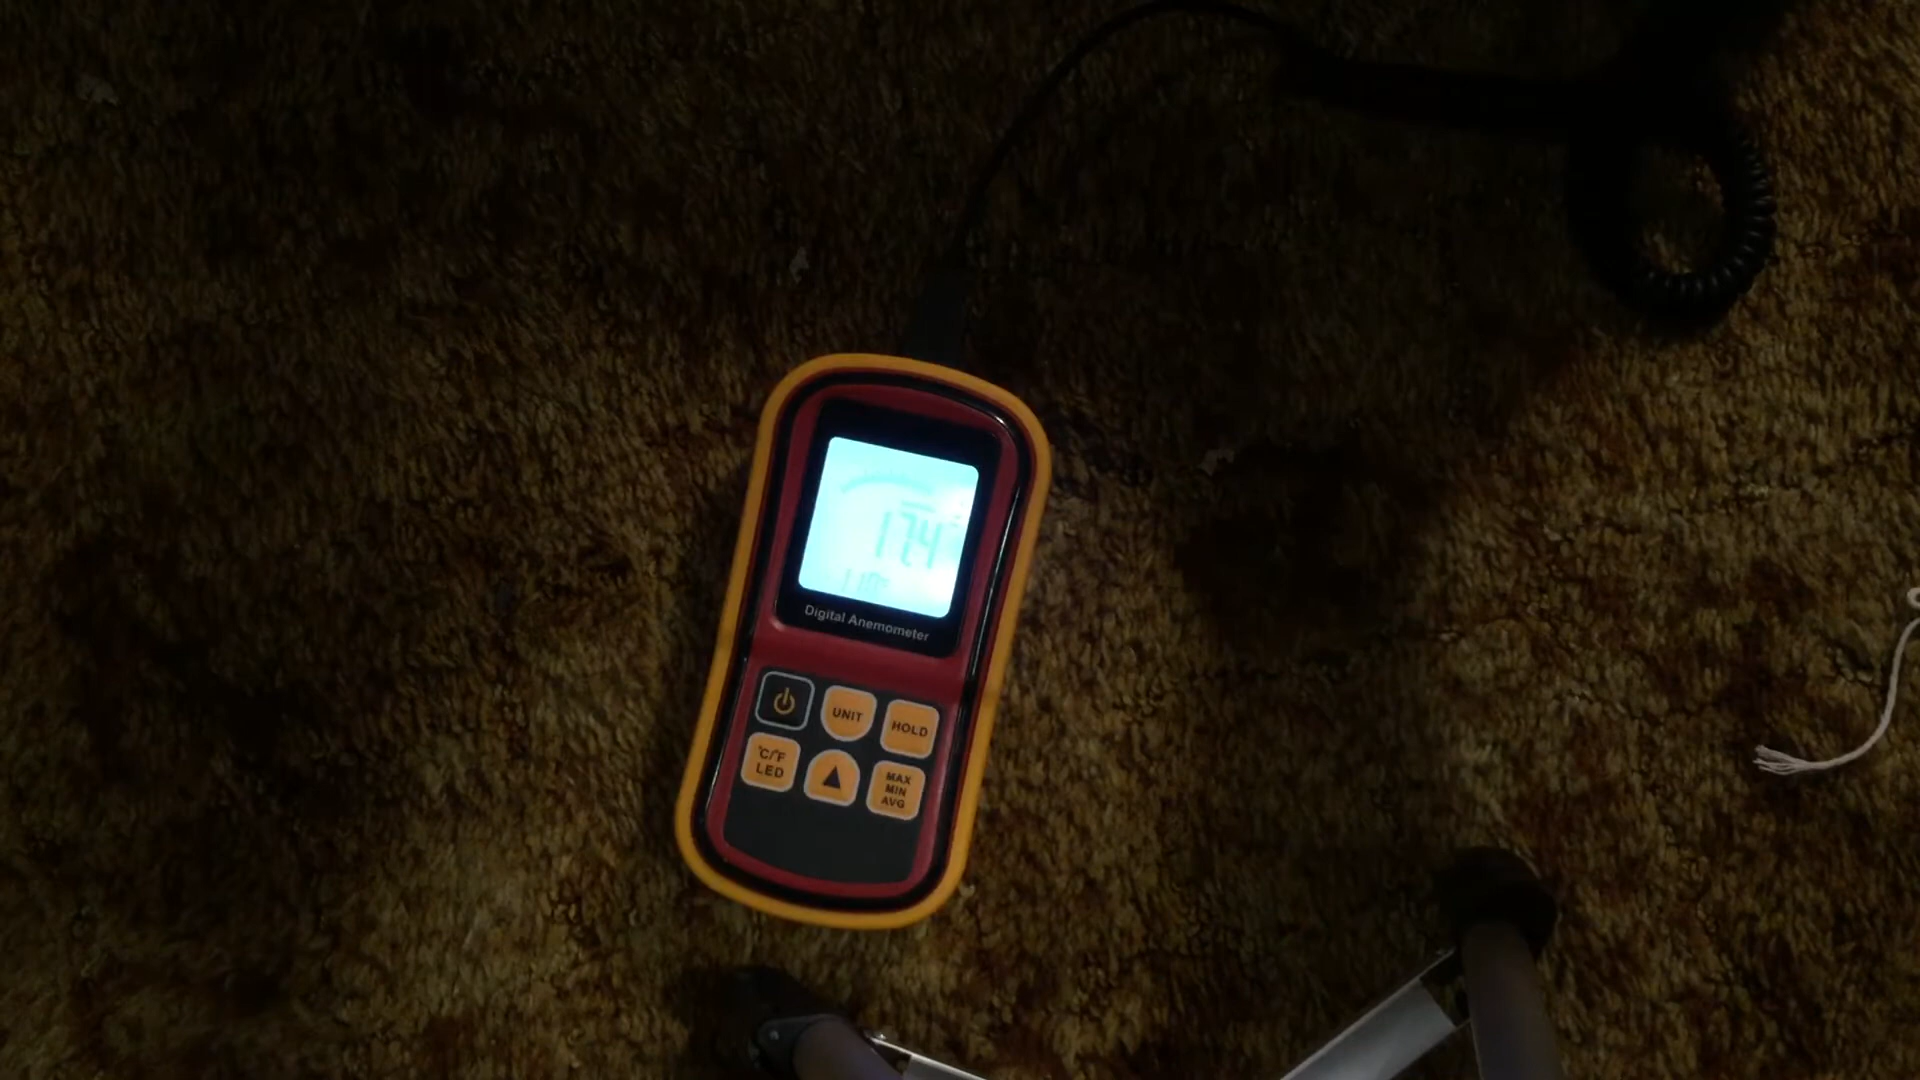 17.4
Digital Anemometer
UNIT
HOLD
°C/°F
LED
MAX
MIN
AVG